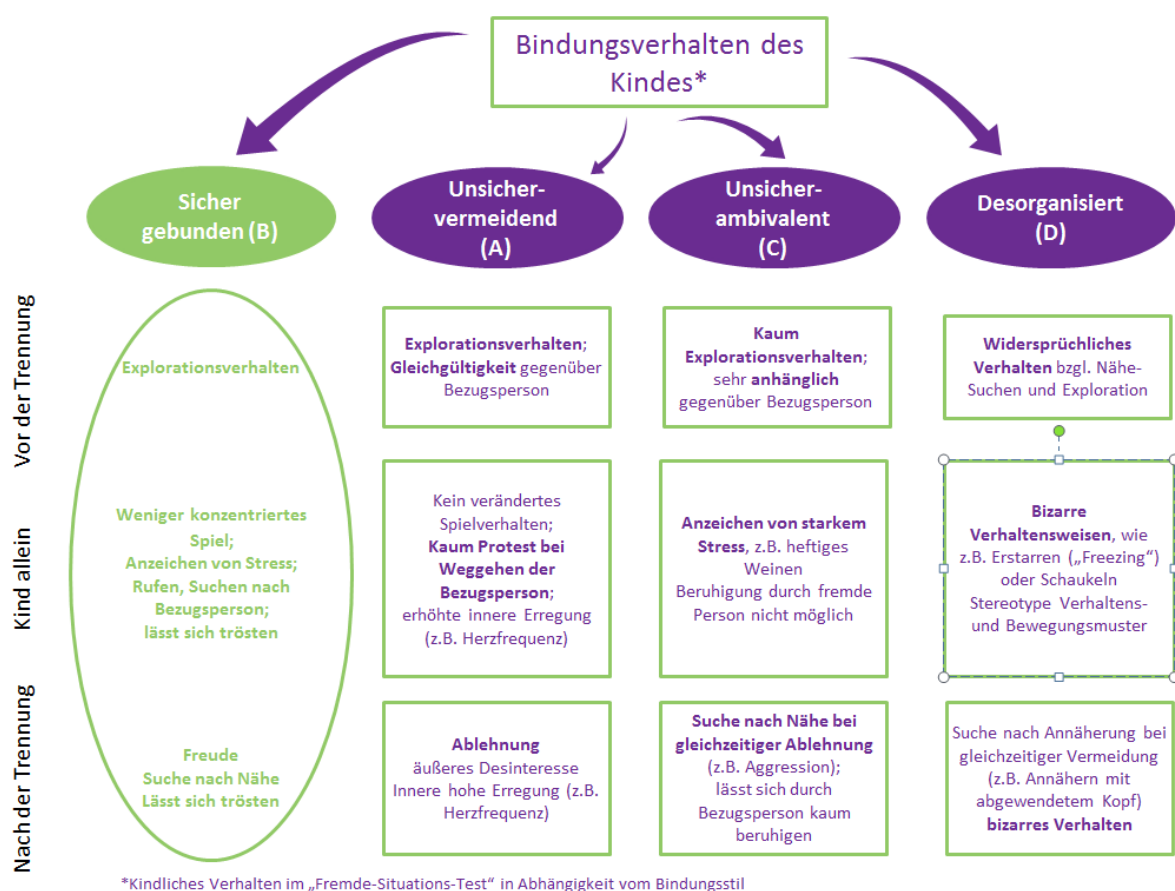 Bindungsverhalten des
Kindes*
Sicher
gebunden (B)
Unsicher-
vermeidend
(A)
Unsicher-
ambivalent
(C)
Desorganisiert
(D)
Vor der Trennung
Explorationsverhalten
Explorationsverhalten;
Gleichgültigkeit gegenüber
Bezugsperson
Kaum
Explorationsverhalten;
sehr anhänglich
gegenüber Bezugsperson
Widersprüchliches
Verhalten bzgl. Nähe-
Suchen und Exploration
Kind allein
Weniger konzentriertes
Spiel;
Anzeichen von Stress;
Rufen, Suchen nach
Bezugsperson;
lässt sich trösten
Kein verändertes
Spielverhalten;
Kaum Protest bei
Weggehen der
Bezugsperson;
erhöhte innere Erregung
(z.B. Herzfrequenz)
Anzeichen von starkem
Stress, z.B. heftiges
Weinen
Beruhigung durch fremde
Person nicht möglich
Bizarre
Verhaltensweisen, wie
z.B. Erstarren („Freezing“)
oder Schaukeln
Stereotype Verhaltens-
und Bewegungsmuster
Nach der Trennung
Freude
Suche nach Nähe
Lässt sich trösten
Ablehnung
äußeres Desinteresse
Innere hohe Erregung (z.B.
Herzfrequenz)
Suche nach Nähe bei
gleichzeitiger Ablehnung
(z.B. Aggression);
lässt sich durch
Bezugsperson kaum
beruhigen
Suche nach Annäherung bei
gleichzeitiger Vermeidung
(z.B. Annähern mit
abgewendetem Kopf)
bizarres Verhalten
*Kindliches Verhalten im „Fremde-Situations-Test“ in Abhängigkeit vom Bindungsstil